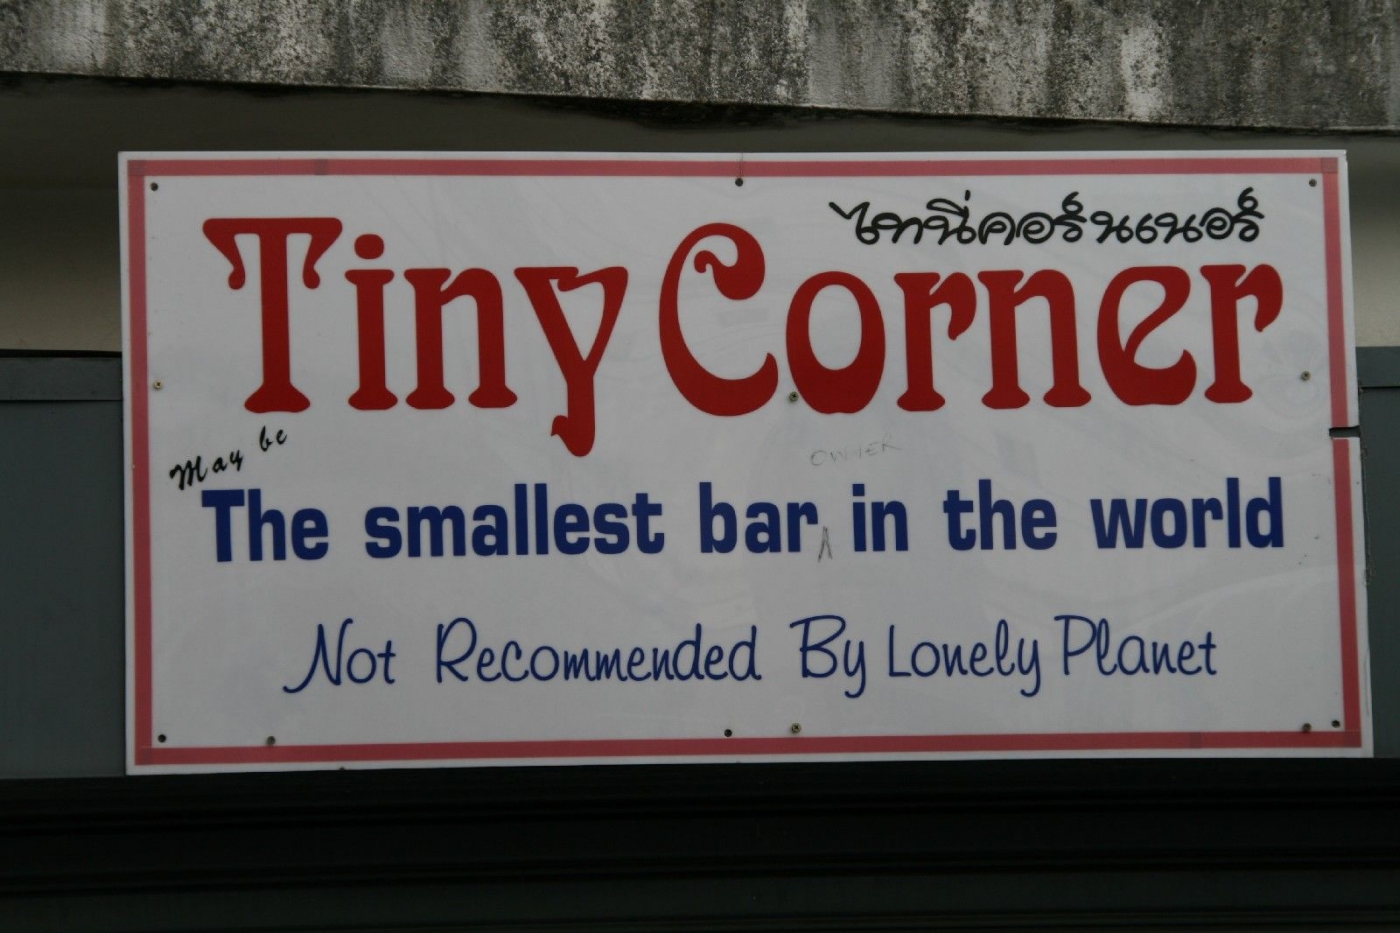 ไทนี่คอร์นเนอร์
Tiny Corner
May be
OWNER
The smallest bar in the world
Not Recommended By Lonely Planet